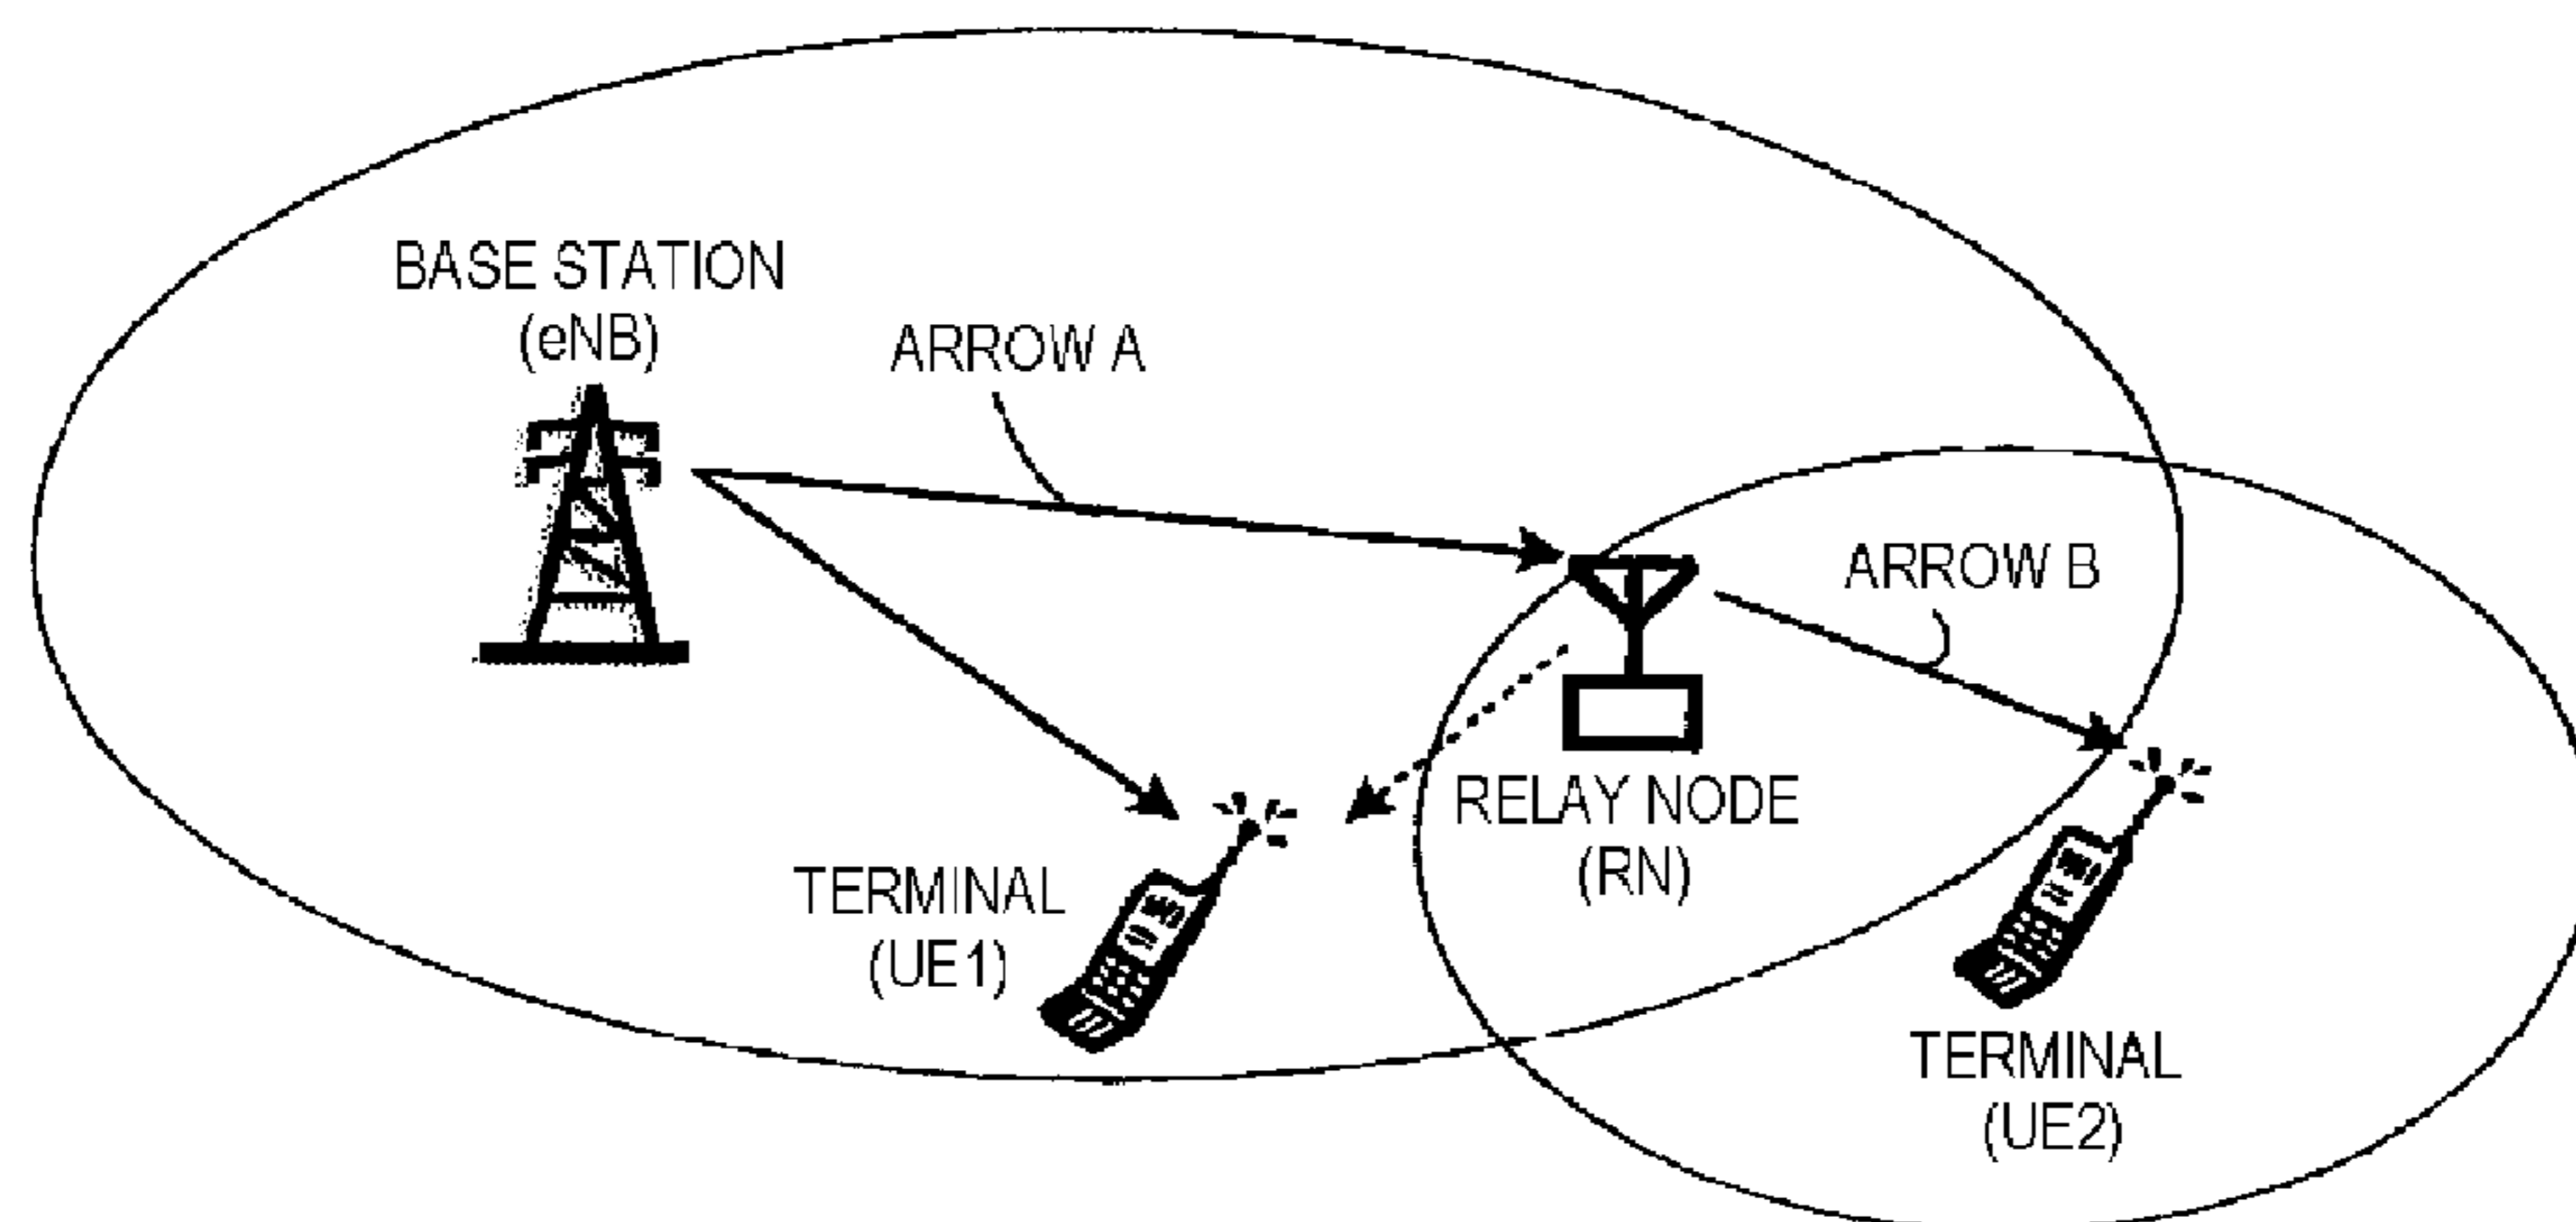 BASE STATION
(eNB)
ARROW A
ARROW B
RELAY NODE
(RN)
TERMINAL
(UE1)
TERMINAL
(UE2)